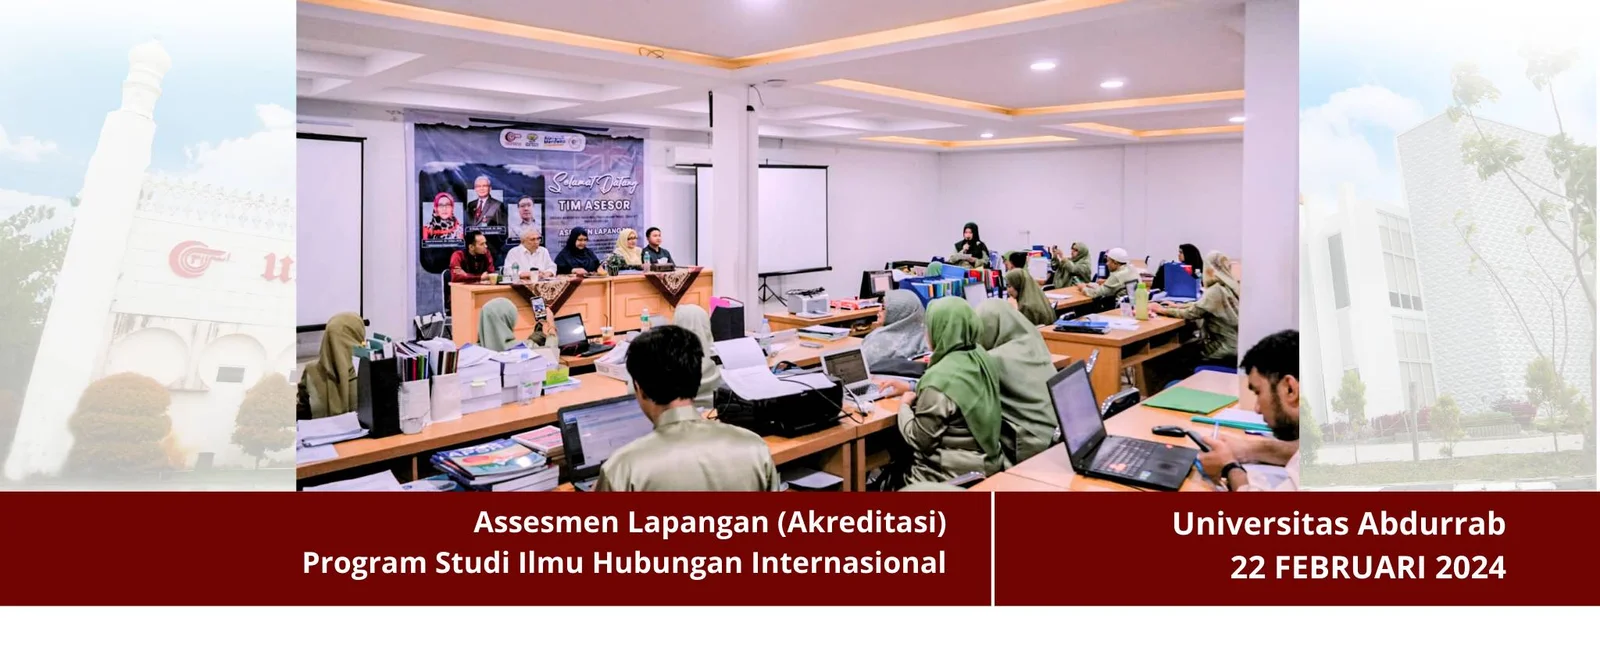 Selamat Datang
TIM ASESOR
Assesmen Lapangan (Akreditasi)
Program Studi Ilmu Hubungan Internasional
Universitas Abdurrab
22 FEBRUARI 2024